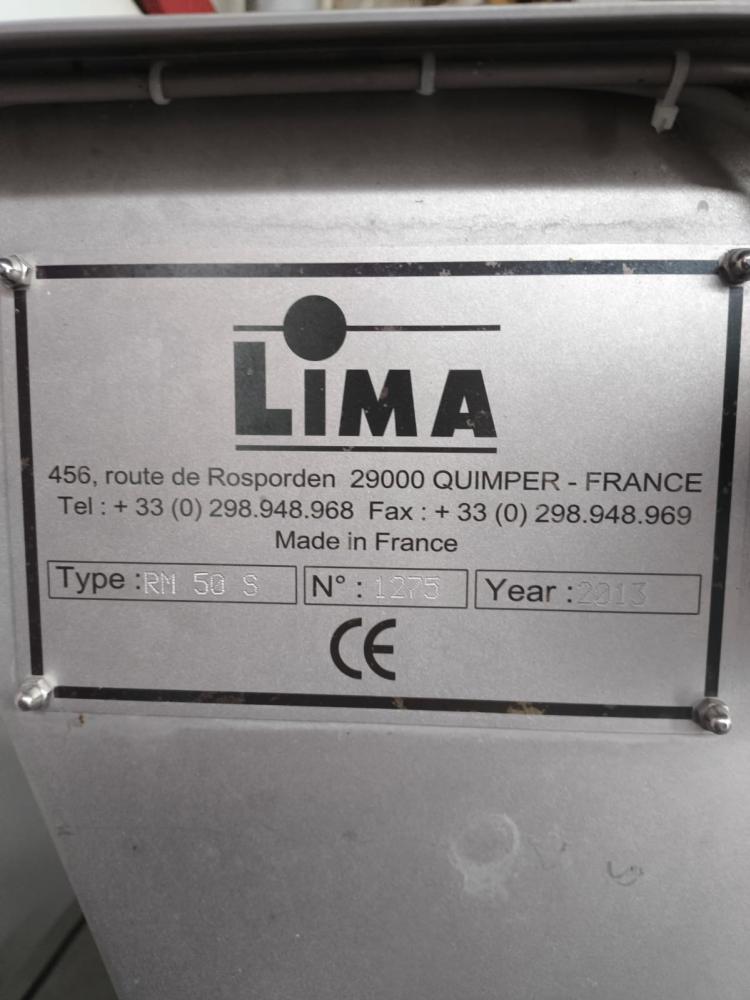 LIMA
456, route de Rosporden 29000 QUIMPER - FRANCE
Tel : + 33 (0) 298.948.968 Fax : + 33 (0) 298.948.969
Made in France
Type : RM 50 S N° : 1275 Year : 2013
CE